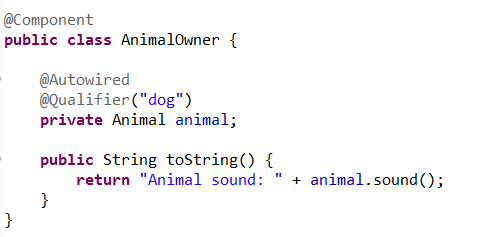 @Component
public class AnimalOwner {
@Autowired
@Qualifier("dog")
private Animal animal;
public String toString() {
return "Animal sound: " + animal.sound();
}
}